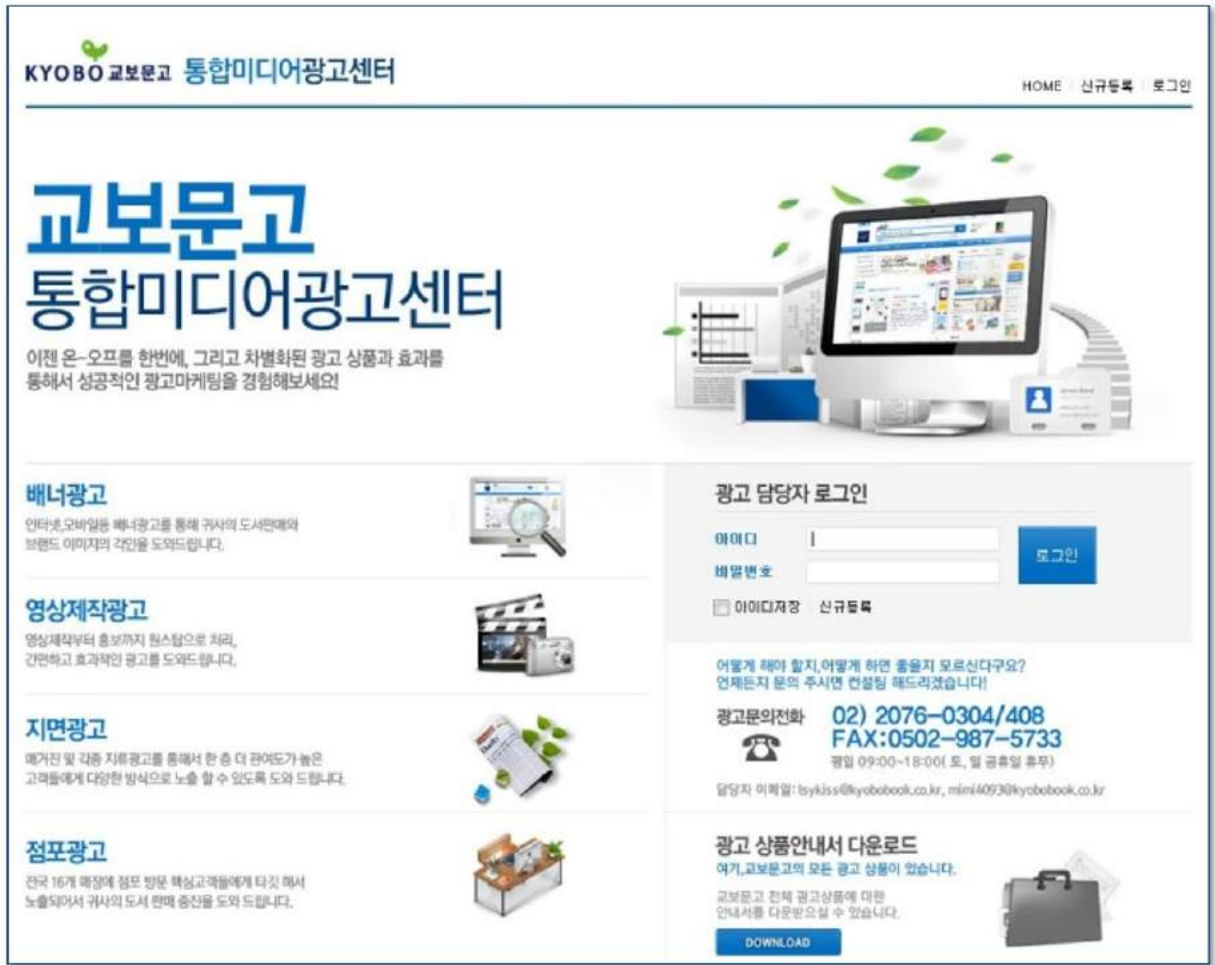 KYOBO 교보문고 통합미디어광고센터
HOME 신규등록 로그인
교보문고
통합미디어광고센터
이젠 온-오프를 한번에, 그리고 차별화된 광고 상품과 효과를
통해서 성공적인 광고마케팅을 경험해보세요!
배너광고
인터넷,모바일등 배너광고를 통해 귀사의 도서판매와
브랜드 이미지의 각인을 도와드립니다.
영상제작광고
영상제작부터 홍보까지 원스탑으로 처리,
간편하고 효과적인 광고를 도와드립니다.
지면광고
매거진 및 각종 지류광고를 통해서 한 층 더 관여도가 높은
고객들에게 다양한 방식으로 노출 할 수 있도록 도와 드립니다.
점포광고
전국 16개 매장에 점포 방문 핵심고객들에게 타깃 해서
노출되어서 귀사의 도서 판매 증진을 도와 드립니다.
광고 담당자 로그인
아이디
비밀번호
로그인
아이디저장 신규등록
어떻게 해야 할지,어떻게 하면 좋을지 모르신다구요?
언제든지 문의 주시면 컨설팅 해드리겠습니다!
광고문의전화 02) 2076-0304/408
FAX:0502-987-5733
평일 09:00~18:00( 토, 일 공휴일 휴무)
담당자 이메일: lsykiss@kyobobook.co.kr, mimi4093@kyobobook.co.kr
광고 상품안내서 다운로드
여기,교보문고의 모든 광고 상품이 있습니다.
교보문고 전체 광고상품에 대한
안내서를 다운받으실 수 있습니다.
DOWNLOAD